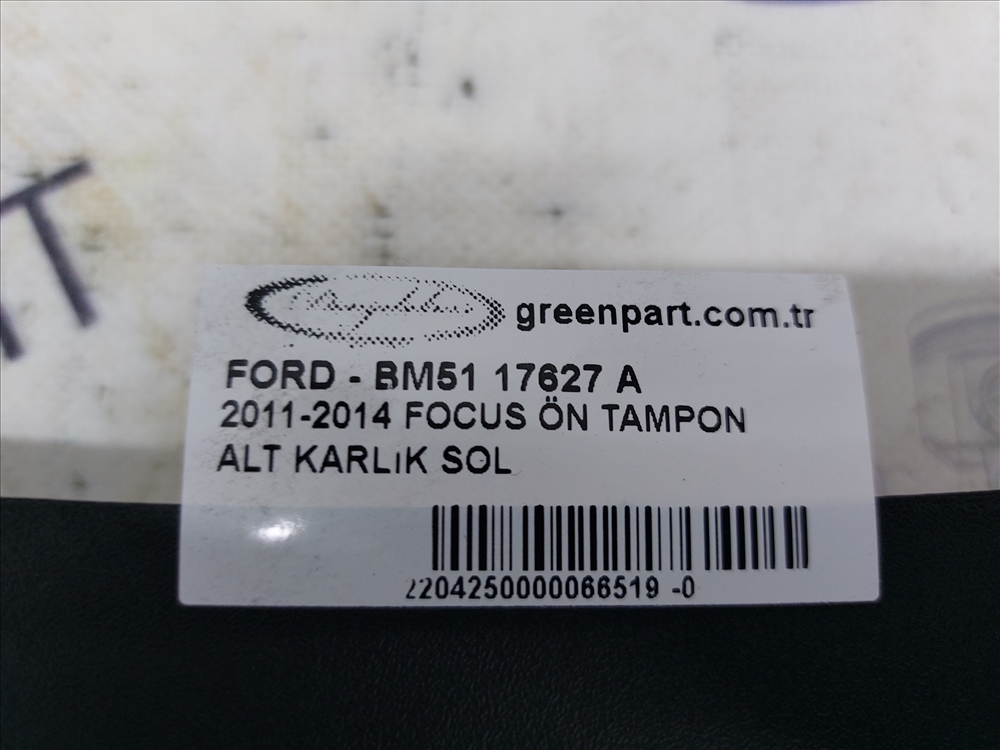 greenpart.com.tr
FORD - BM51 17627 A
2011-2014 FOCUS ÖN TAMPON
ALT KARLıK SOL
2204250000066519 -0